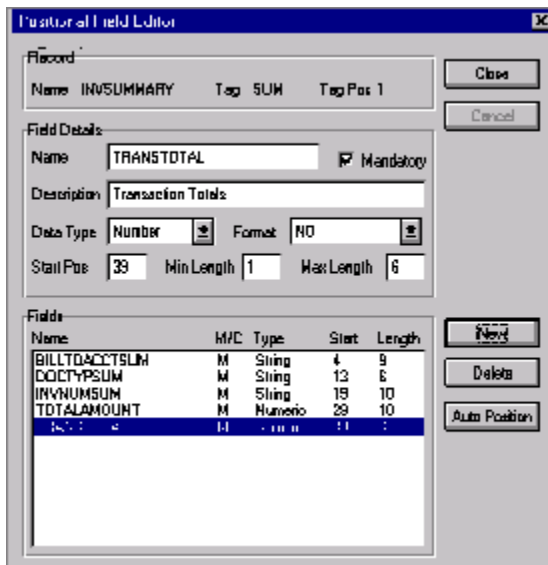 Positional Field Editor
Record
Name INVSUMMARY Tag SUM Tag Pos 1
Close
Cancel
Field Details
Name TRANSTOTAL Mandatory
Description Transaction Totals
Data Type Number Format N0
Start Pos 39 Min Length 1 Max Length 6
Fields
Name M/C Type Start Length
BILLTOACCTSUM M String 4 9
DOCTYPSUM M String 13 6
INVNUMSUM M String 19 10
TOTALAMOUNT M Numeric 29 10
M
New
Delete
Auto Position